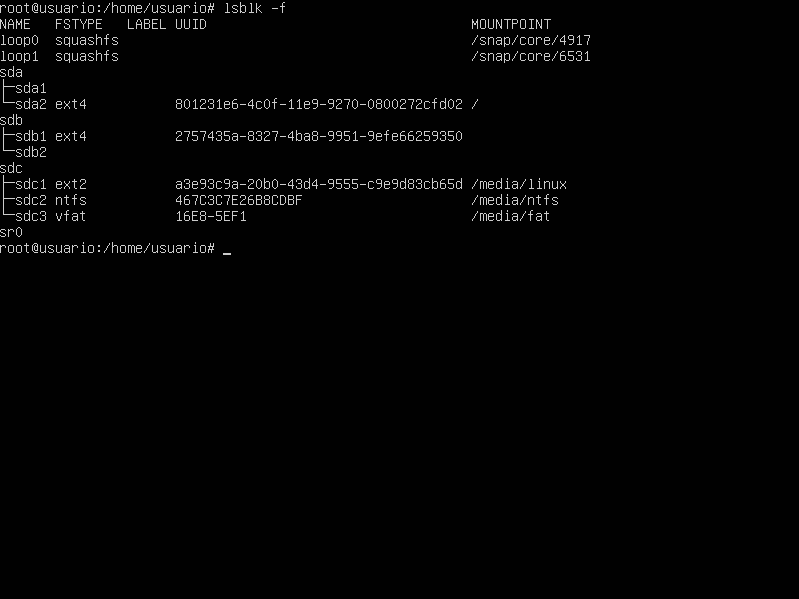 root@usuario:/home/usuario# lsblk -f
NAME   FSTYPE   LABEL UUID                                 MOUNTPOINT
loop0  squashfs                                            /snap/core/4917
loop1  squashfs                                            /snap/core/6531
sda
├─sda1
└─sda2 ext4           801231e6-4c0f-11e9-9270-0800272cfd02 /
sdb
├─sdb1 ext4           2757435a-8327-4ba8-9951-9efe66259350
└─sdb2
sdc
├─sdc1 ext2           a3e93c9a-20b0-43d4-9555-c9e9d83cb65d /media/linux
├─sdc2 ntfs           467C3C7E26B8CDBF                     /media/ntfs
└─sdc3 vfat           16E8-5EF1                            /media/fat
sr0
root@usuario:/home/usuario# _